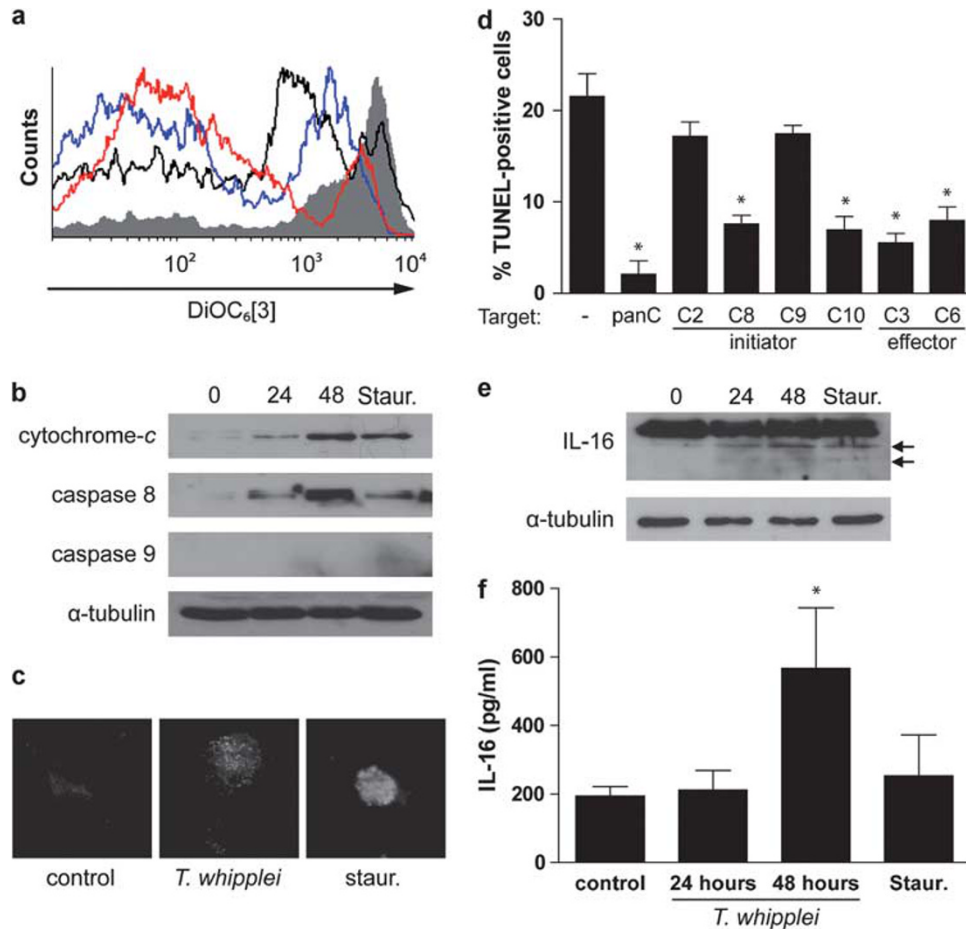 a
Counts
10² 10³ 10⁴
DiOC₆[3]
b
0 24 48 Staur.
cytochrome-c
caspase 8
caspase 9
α-tubulin
c
control T. whipplei staur.
d
% TUNEL-positive cells
30
20
10
0
Target: - panC C2 C8 C9 C10 C3 C6
initiator effector
* * * * *
e
0 24 48 Staur.
IL-16
α-tubulin
f
IL-16 (pg/ml)
800
600
400
200
0
*
control 24 hours 48 hours Staur.
T. whipplei